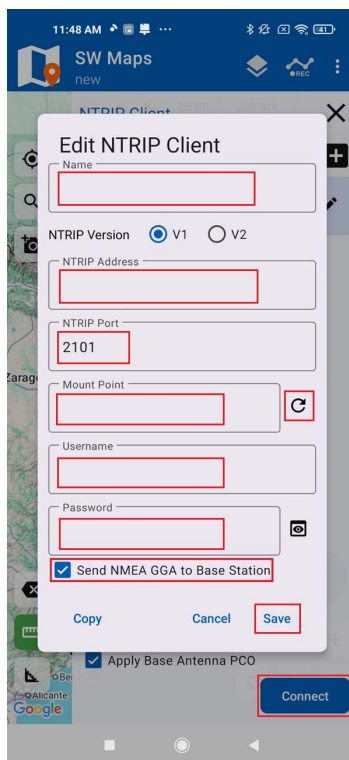 11:48 AM
41
SW Maps
new
REC
NTRIP Client
Edit NTRIP Client
Name
NTRIP Version V1 V2
NTRIP Address
NTRIP Port
2101
Mount Point
Username
Password
Send NMEA GGA to Base Station
Copy Cancel Save
Apply Base Antenna PCO
Connect
Zarag
Alicante
Google